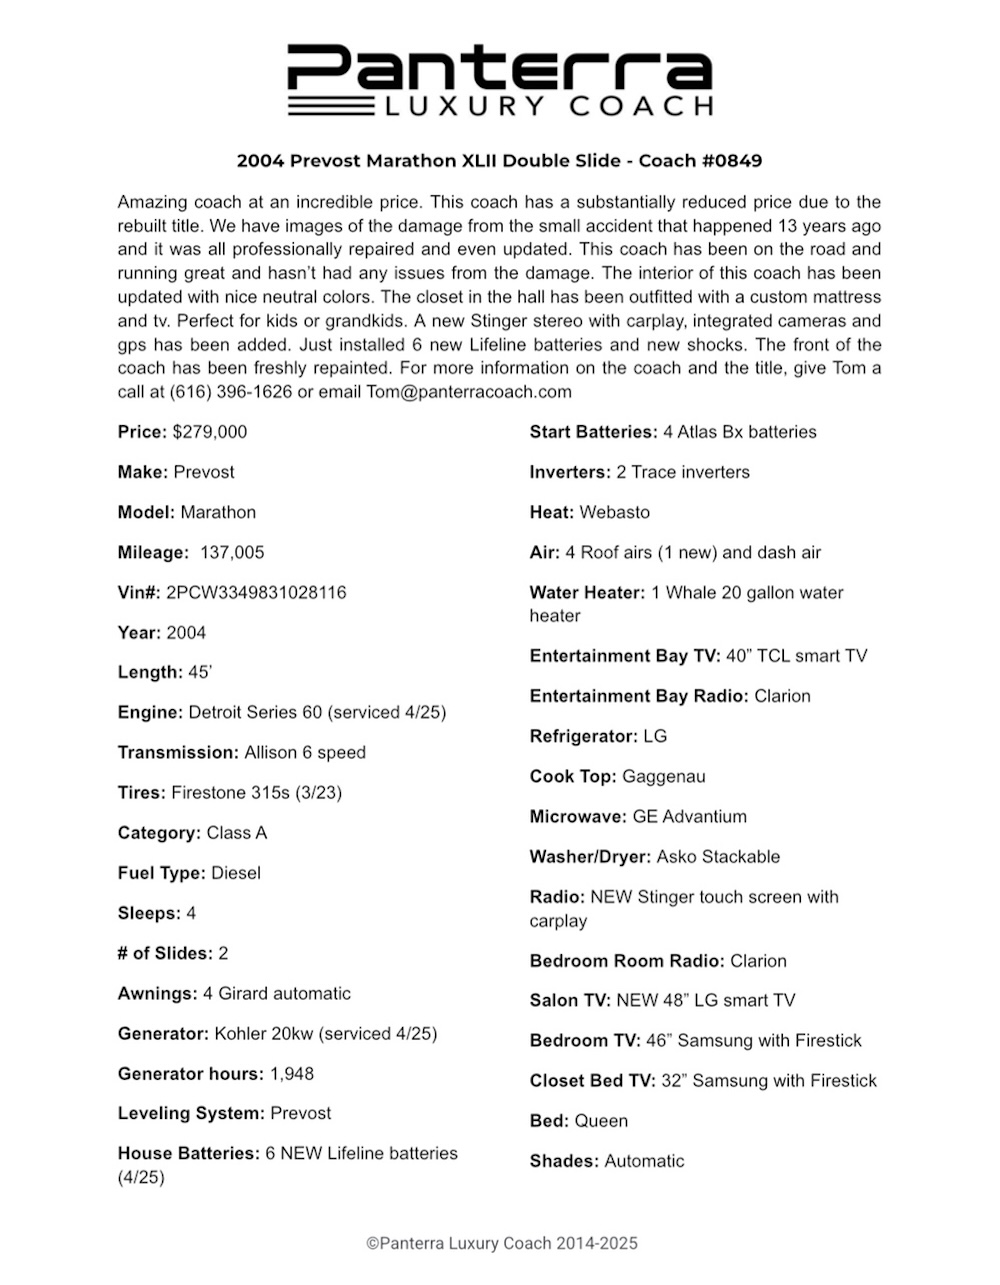 Panterra
LUXURY COACH
2004 Prevost Marathon XLII Double Slide - Coach #0849
Amazing coach at an incredible price. This coach has a substantially reduced price due to the
rebuilt title. We have images of the damage from the small accident that happened 13 years ago
and it was all professionally repaired and even updated. This coach has been on the road and
running great and hasn't had any issues from the damage. The interior of this coach has been
updated with nice neutral colors. The closet in the hall has been outfitted with a custom mattress
and tv. Perfect for kids or grandkids. A new Stinger stereo with carplay, integrated cameras and
gps has been added. Just installed 6 new Lifeline batteries and new shocks. The front of the
coach has been freshly repainted. For more information on the coach and the title, give Tom a
call at (616) 396-1626 or email Tom@panterracoach.com
Price: $279,000
Make: Prevost
Model: Marathon
Mileage: 137,005
Vin#: 2PCW3349831028116
Year: 2004
Length: 45'
Engine: Detroit Series 60 (serviced 4/25)
Transmission: Allison 6 speed
Tires: Firestone 315s (3/23)
Category: Class A
Fuel Type: Diesel
Sleeps: 4
# of Slides: 2
Awnings: 4 Girard automatic
Generator: Kohler 20kw (serviced 4/25)
Generator hours: 1,948
Leveling System: Prevost
House Batteries: 6 NEW Lifeline batteries
(4/25)
Start Batteries: 4 Atlas Bx batteries
Inverters: 2 Trace inverters
Heat: Webasto
Air: 4 Roof airs (1 new) and dash air
Water Heater: 1 Whale 20 gallon water
heater
Entertainment Bay TV: 40” TCL smart TV
Entertainment Bay Radio: Clarion
Refrigerator: LG
Cook Top: Gaggenau
Microwave: GE Advantium
Washer/Dryer: Asko Stackable
Radio: NEW Stinger touch screen with
carplay
Bedroom Room Radio: Clarion
Salon TV: NEW 48” LG smart TV
Bedroom TV: 46” Samsung with Firestick
Closet Bed TV: 32” Samsung with Firestick
Bed: Queen
Shades: Automatic
©Panterra Luxury Coach 2014-2025